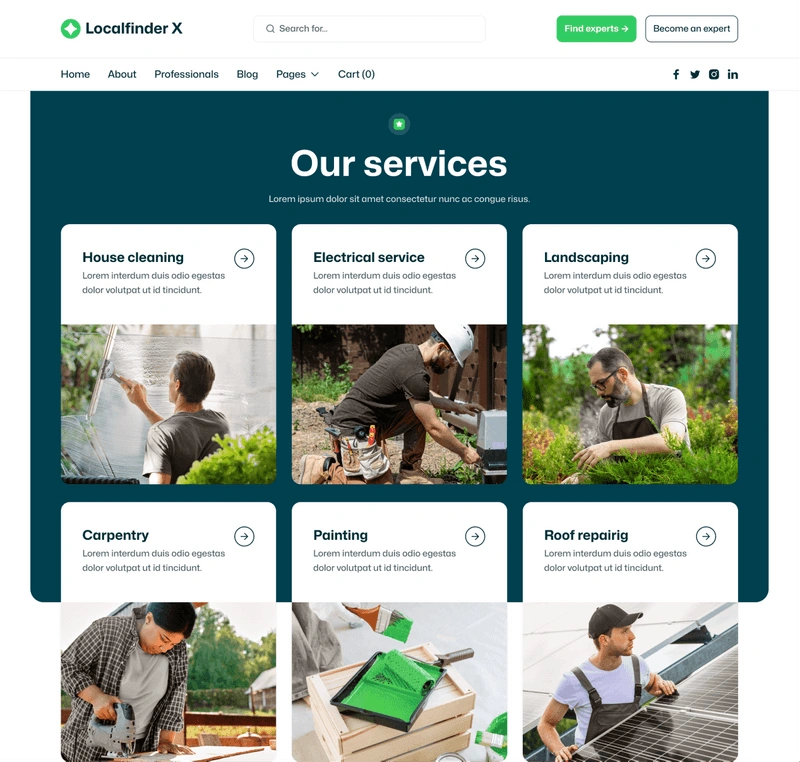 Localfinder X
Search for...
Find experts →
Become an expert
Home
About
Professionals
Blog
Pages
Cart (0)
Our services
Lorem ipsum dolor sit amet consectetur nunc ac congue risus.
House cleaning
Lorem interdum duis odio egestas
dolor volutpat ut id tincidunt.
Electrical service
Lorem interdum duis odio egestas
dolor volutpat ut id tincidunt.
Landscaping
Lorem interdum duis odio egestas
dolor volutpat ut id tincidunt.
Carpentry
Lorem interdum duis odio egestas
dolor volutpat ut id tincidunt.
Painting
Lorem interdum duis odio egestas
dolor volutpat ut id tincidunt.
Roof repairig
Lorem interdum duis odio egestas
dolor volutpat ut id tincidunt.